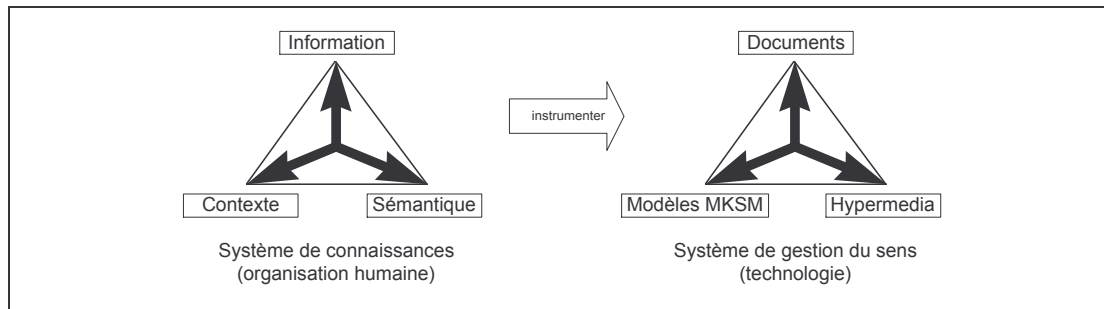 Information
Documents
instrumenter
Contexte
Sémantique
Modèles MKSM
Hypermedia
Système de connaissances
(organisation humaine)
Système de gestion du sens
(technologie)